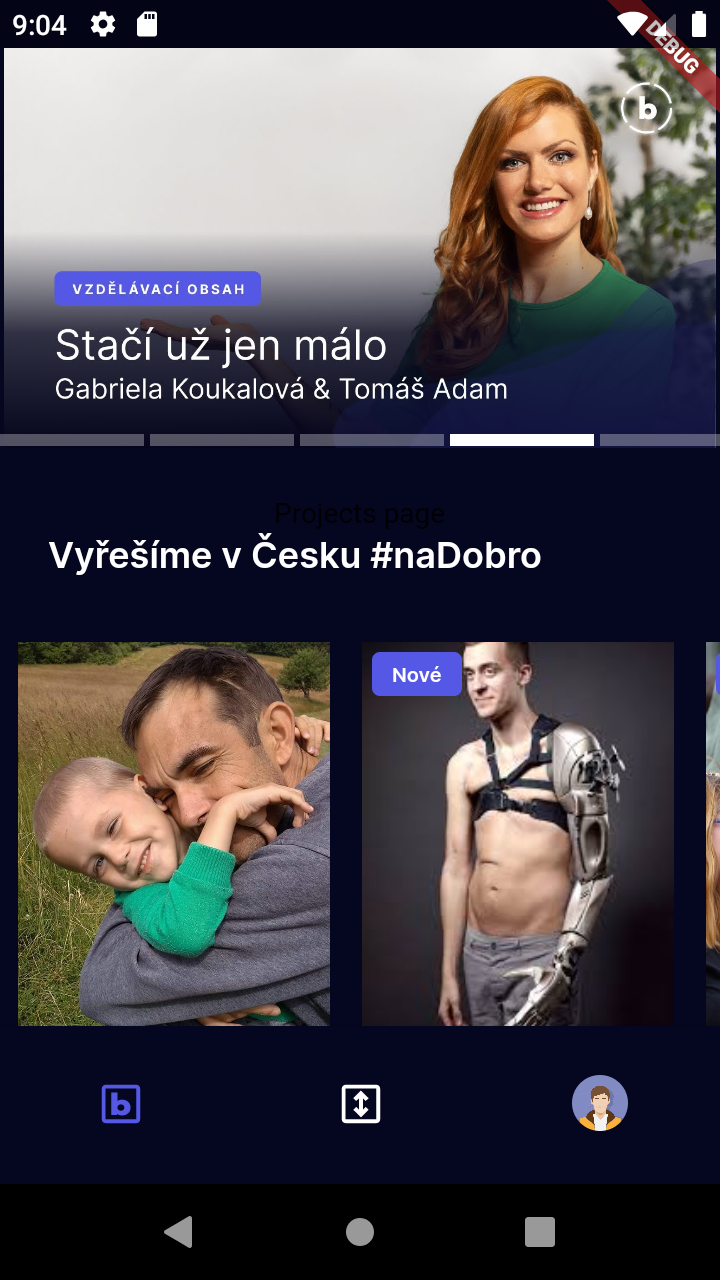 9:04
DEBUG
b
VZDĚLÁVACÍ OBSAH
Stačí už jen málo
Gabriela Koukalová & Tomáš Adam
Projects page
Vyřešíme v Česku #naDobro
Nové
b